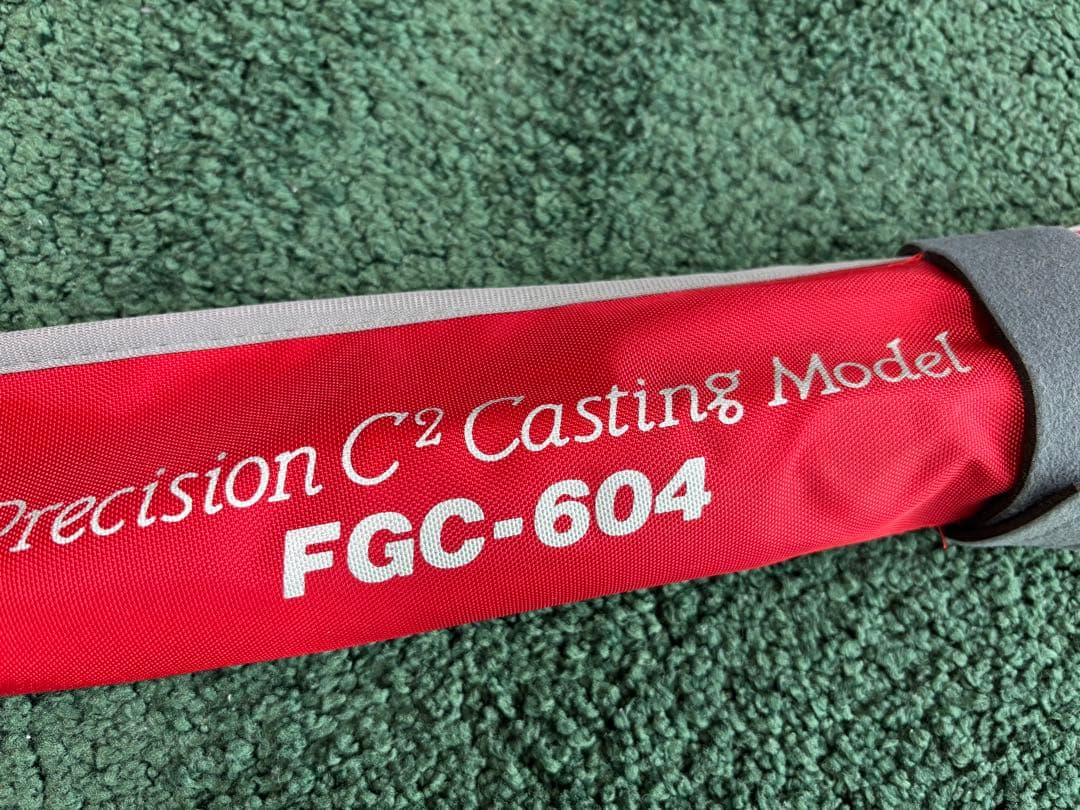 Precision C² Casting Model
FGC-604